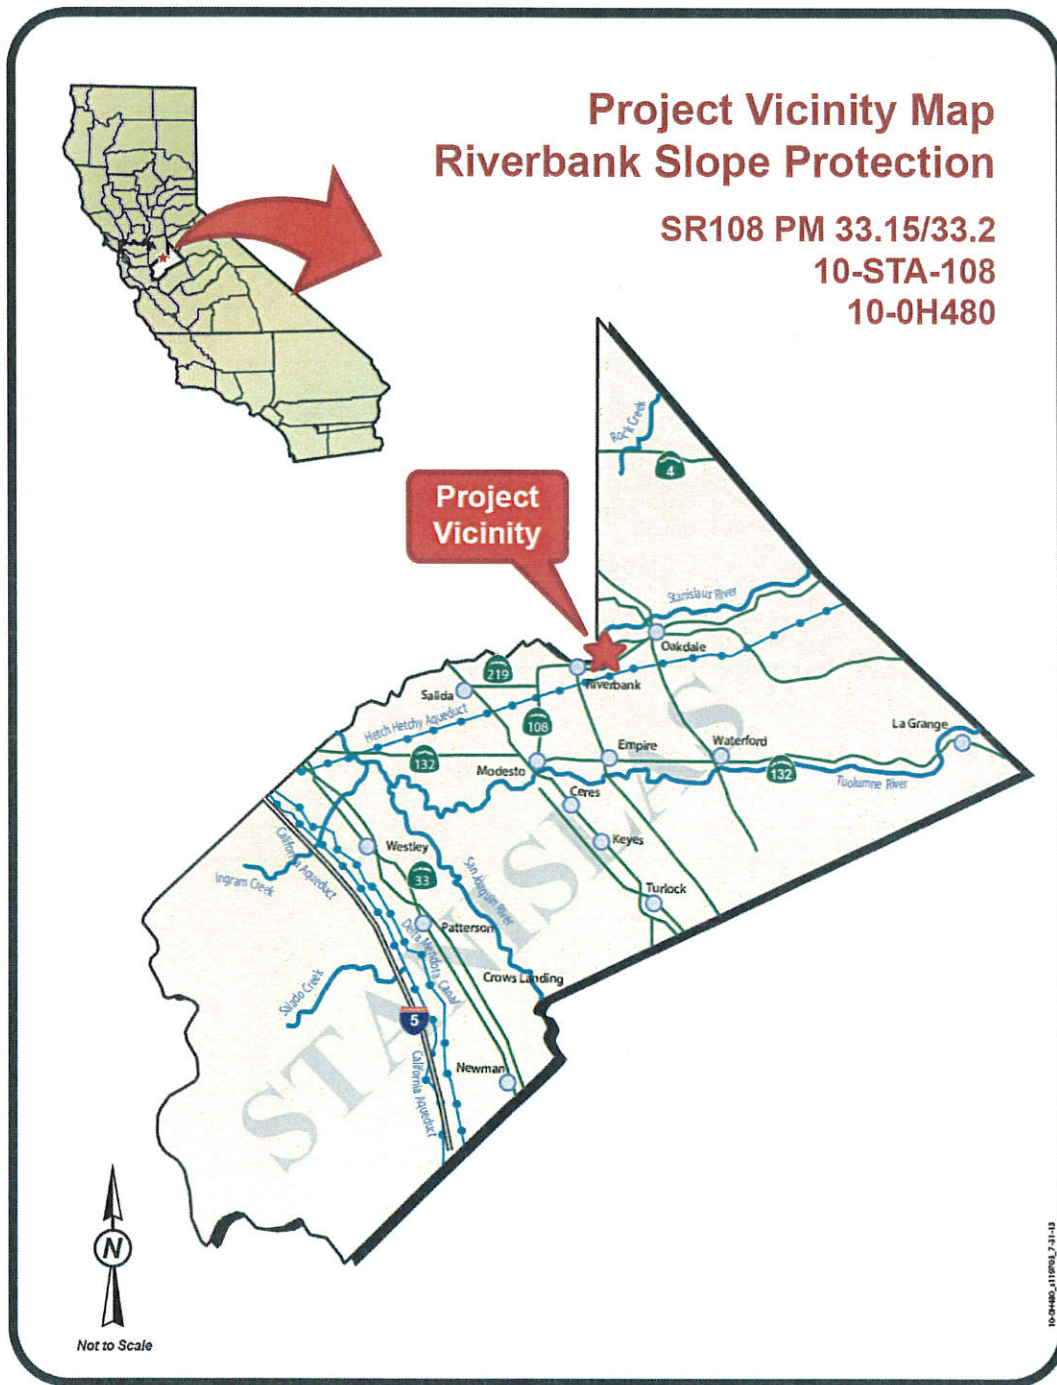 Project Vicinity Map
Riverbank Slope Protection
SR108 PM 33.15/33.2
10-STA-108
10-0H480
Rock Creek
4
Project
Vicinity
Stanislaus River
Oakdale
219
Riverbank
Salida
Hetch Hetchy Aqueduct
108
La Grange
Empire
Waterford
132
Modesto
132
Tuolumne River
Ceres
California Aqueduct
Keyes
Westley
Ingram Creek
33
San Joaquin River
Turlock
Patterson
Delta Mendota Canal
Crows Landing
Salado Creek
5
California Aqueduct
Newman
STANISLAS
N
Not to Scale